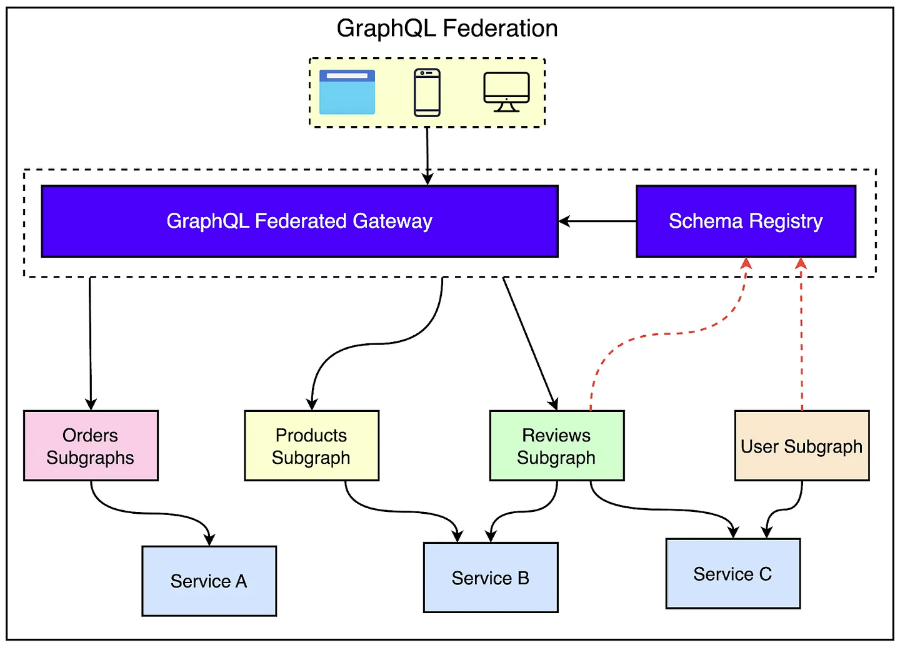 GraphQL Federation
GraphQL Federated Gateway
Schema Registry
Orders
Subgraphs
Products
Subgraph
Reviews
Subgraph
User Subgraph
Service A
Service B
Service C